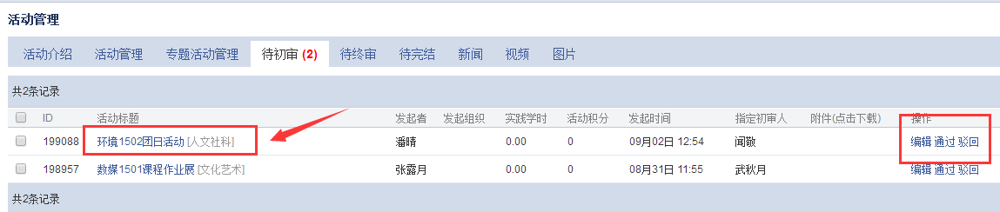 活动管理
活动介绍 活动管理 专题活动管理 待初审 (2) 待终审 待完结 新闻 视频 图片
共2条记录
ID 活动标题 发起者 发起组织 实践学时 活动积分 发起时间 指定初审人 附件(点击下载) 操作
199088 环境1502团日活动 [人文社科] 潘晴 0.00 0 09月02日 12:54 闻敬 编辑 通过 驳回
198957 数媒1501课程作业展 [文化艺术] 张露月 0.00 0 08月31日 11:55 武秋月 编辑 通过 驳回
共2条记录